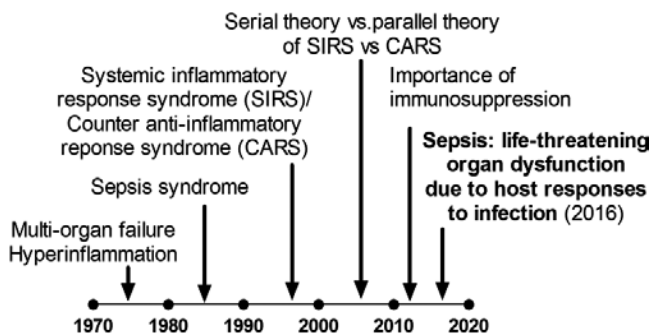 Serial theory vs.parallel theory
of SIRS vs CARS
Systemic inflammatory
response syndrome (SIRS)/
Counter anti-inflammatory
reponse syndrome (CARS)
Importance of
immunosuppression
Sepsis: life-threatening
organ dysfunction
due to host responses
to infection (2016)
Sepsis syndrome
Multi-organ failure
Hyperinflammation
1970 1980 1990 2000 2010 2020